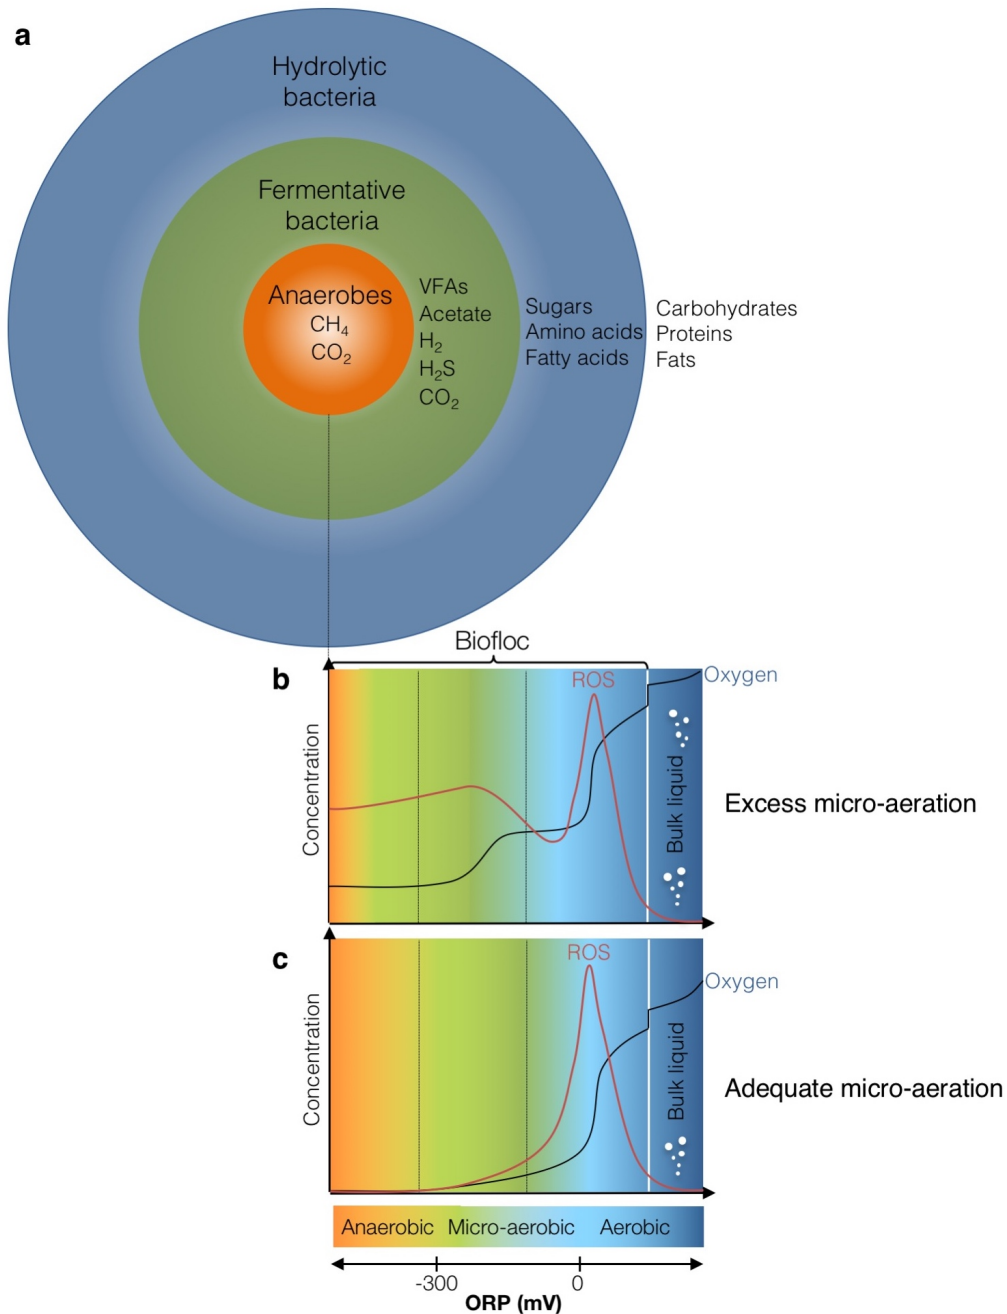 a
Hydrolytic
bacteria
Fermentative
bacteria
Anaerobes
CH₄
CO₂
VFAs
Acetate
H₂
H₂S
CO₂
Sugars
Amino acids
Fatty acids
Carbohydrates
Proteins
Fats
Biofloc
b
ROS
Oxygen
Concentration
Bulk liquid
Excess micro-aeration
c
ROS
Oxygen
Concentration
Bulk liquid
Adequate micro-aeration
Anaerobic Micro-aerobic Aerobic
-300 0
ORP (mV)